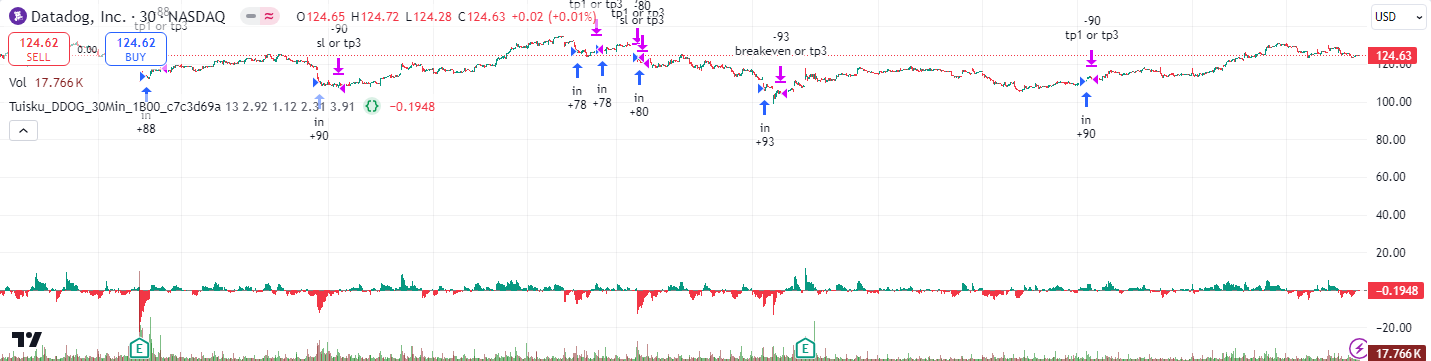 Datadog, Inc. · 30 · NASDAQ O124.65 H124.72 L124.28 C124.63 +0.02 (+0.01%)
USD
124.62
SELL
0.00
124.62
BUY
Vol 17.766 K
Tuisku_DDOG_30Min_1B00_c7c3d69a 13 2.92 1.12 2.31 3.91 −0.1948
88
tp1 or tp3
in
+88
-90
sl or tp3
in
+90
tp1 or tp3
in
+78
in
+78
-80
tp1 or tp3
sl or tp3
in
+80
-93
breakeven or tp3
in
+93
-90
tp1 or tp3
in
+90
124.63
120.00
100.00
80.00
60.00
40.00
20.00
−0.1948
−20.00
17.766 K
E
E